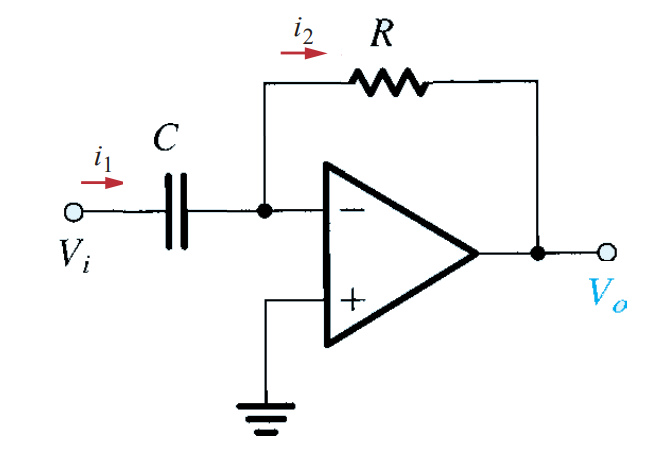 i₂ R
C
i₁
Vᵢ
−
+
Vₒ